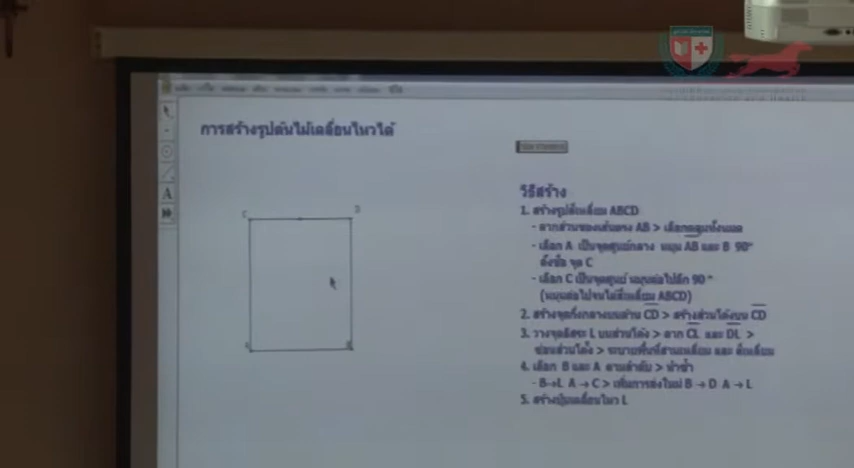 การสร้างรูปต้นไม้เคลื่อนไหวได้
C
D
A
B
วิธีสร้าง
1. สร้างรูปสี่เหลี่ยม ABCD
- ลากส่วนของเส้นตรง AB > เลือกหมุนทั้งหมด
- เลือก A เป็นจุดศูนย์กลาง หมุน AB และ B 90°
ตั้งชื่อ จุด C
- เลือก C เป็นจุดศูนย์ หมุนต่อไปอีก 90 °
(หมุนต่อไปจนได้สี่เหลี่ยม ABCD)
2. สร้างจุดกึ่งกลางบนด้าน CD > สร้างส่วนโค้งบน CD
3. วางจุดอิสระ L บนส่วนโค้ง > ลาก CL และ DL >
ซ่อนส่วนโค้ง > ระบายพื้นที่สามเหลี่ยม และ สี่เหลี่ยม
4. เลือก B และ A ตามลำดับ > ทำซ้ำ
- B→L A → C > เพิ่มการส่งใหม่ B → D A → L
5. สร้างปุ่มเคลื่อนไหว L